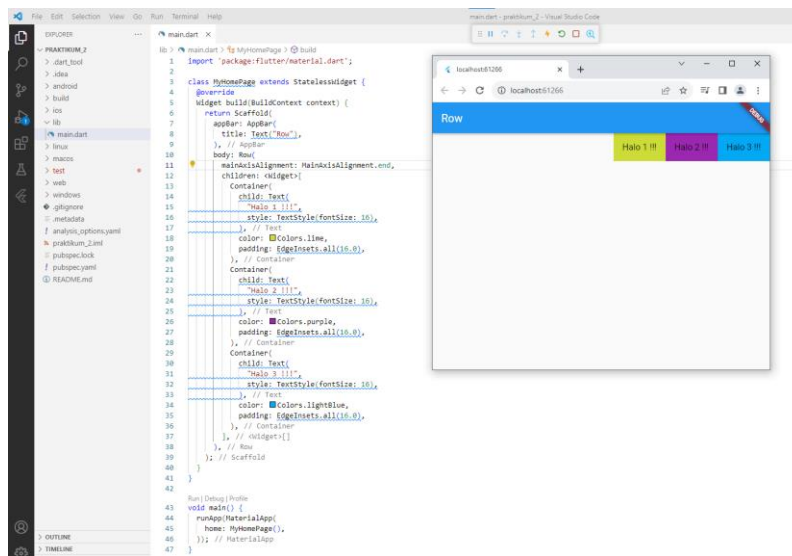 File Edit Selection View Go Run Terminal Help
main.dart - praktikum_2 - Visual Studio Code
EXPLORER
PRAKTIKUM_2
.dart_tool
.idea
android
build
ios
lib
main.dart
linux
macos
test
web
windows
.gitignore
.metadata
analysis_options.yaml
praktikum_2.iml
pubspec.lock
pubspec.yaml
README.md
OUTLINE
TIMELINE
main.dart
lib > main.dart > MyHomePage > build
1 import 'package:flutter/material.dart';
2
3 class MyHomePage extends StatelessWidget {
4 @override
5 Widget build(BuildContext context) {
6 return Scaffold(
7 appBar: AppBar(
8 title: Text("Row"),
9 ), // AppBar
10 body: Row(
11 mainAxisAlignment: MainAxisAlignment.end,
12 children: <Widget>[
13 Container(
14 child: Text(
15 "Halo 1 !!!",
16 style: TextStyle(fontSize: 16),
17 ), // Text
18 color: Colors.lime,
19 padding: EdgeInsets.all(16.0),
20 ), // Container
21 Container(
22 child: Text(
23 "Halo 2 !!!",
24 style: TextStyle(fontSize: 16),
25 ), // Text
26 color: Colors.purple,
27 padding: EdgeInsets.all(16.0),
28 ), // Container
29 Container(
30 child: Text(
31 "Halo 3 !!!",
32 style: TextStyle(fontSize: 16),
33 ), // Text
34 color: Colors.lightBlue,
35 padding: EdgeInsets.all(16.0),
36 ), // Container
37 ], // <Widget>[]
38 ), // Row
39 ); // Scaffold
40 }
41 }
42
Run | Debug | Profile
43 void main() {
44 runApp(MaterialApp(
45 home: MyHomePage(),
46 )); // MaterialApp
47 }
localhost:61266
localhost:61266
Row
DEBUG
Halo 1 !!! Halo 2 !!! Halo 3 !!!